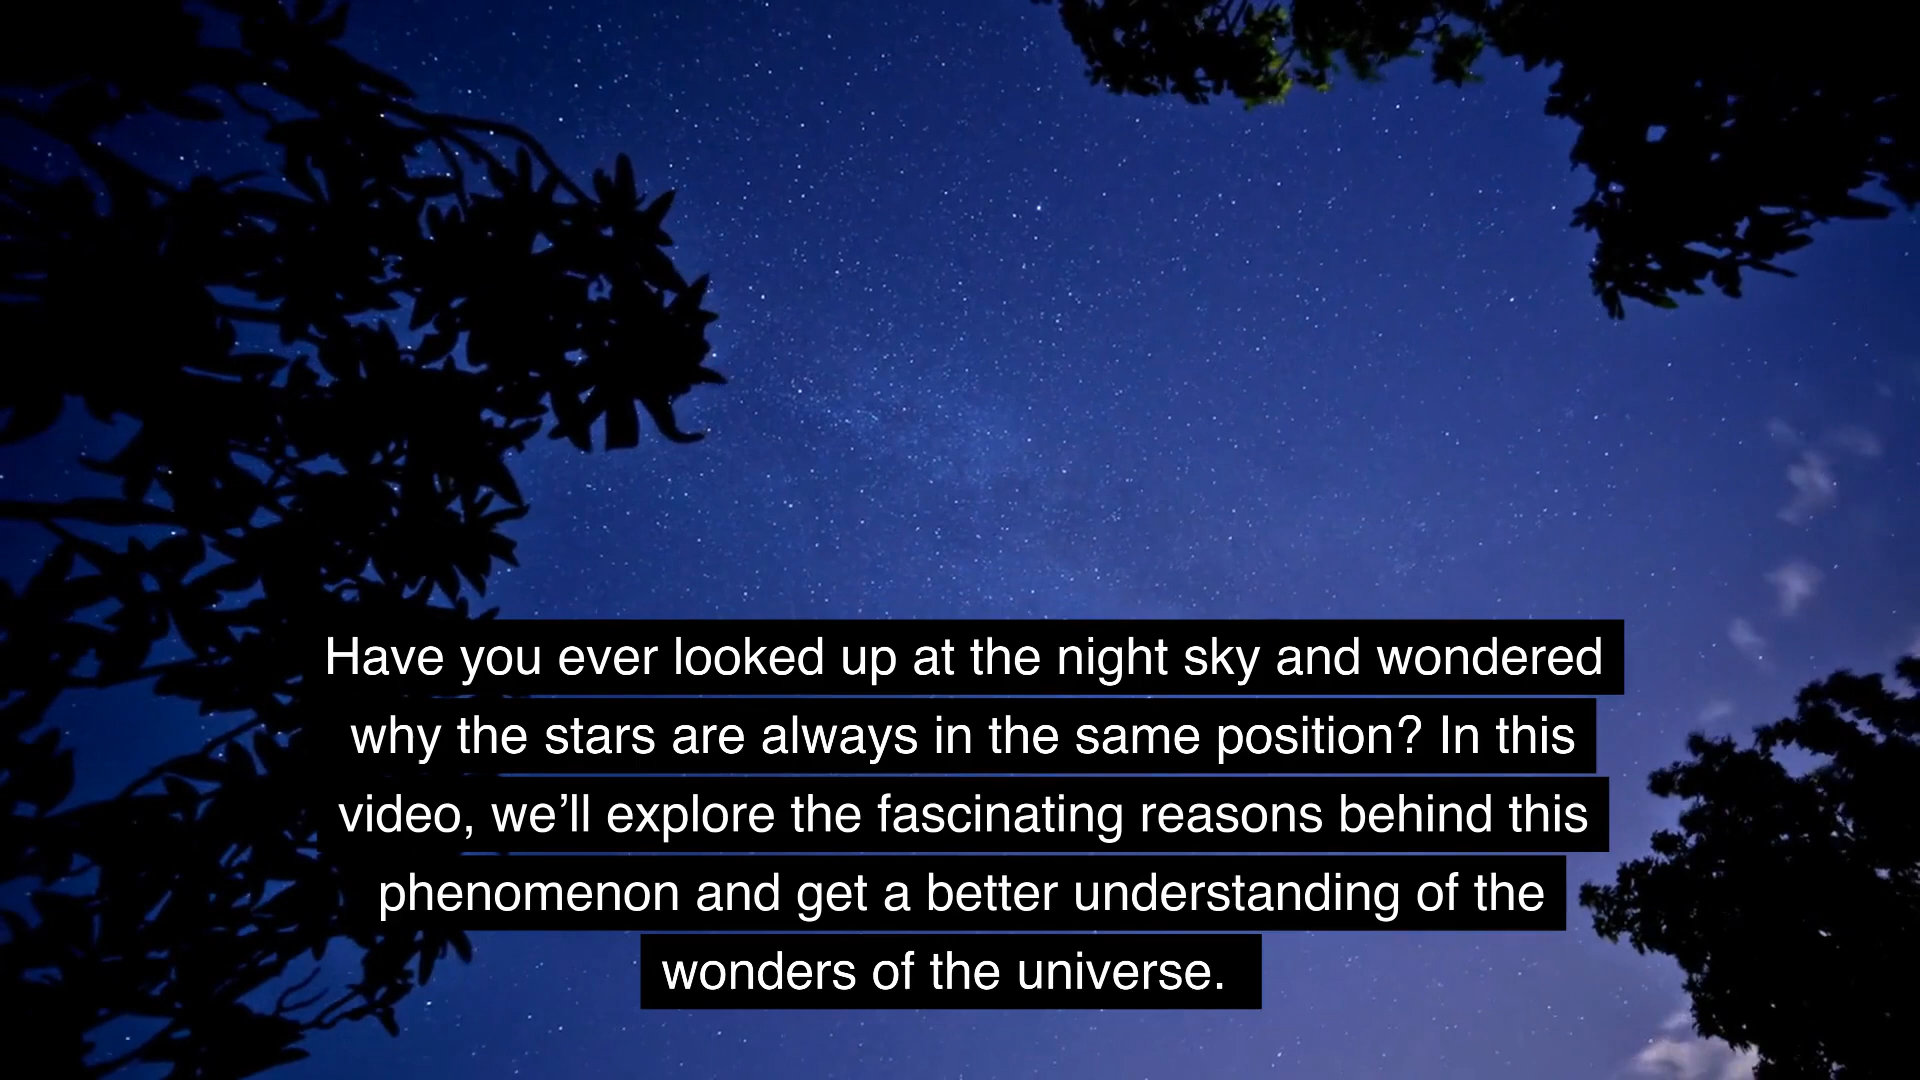 Have you ever looked up at the night sky and wondered
why the stars are always in the same position? In this
video, we’ll explore the fascinating reasons behind this
phenomenon and get a better understanding of the
wonders of the universe.